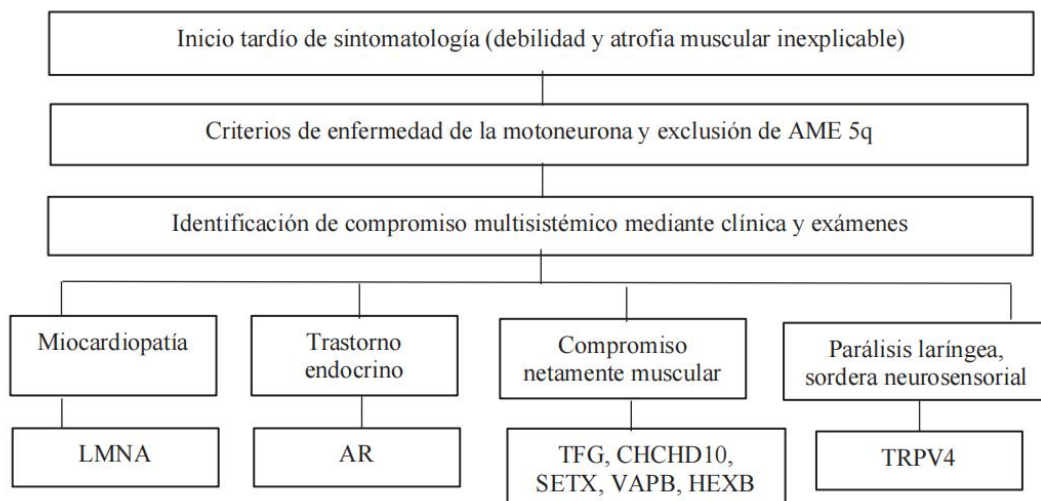 Inicio tardío de sintomatología (debilidad y atrofía muscular inexplicable)
Criterios de enfermedad de la motoneurona y exclusión de AME 5q
Identificación de compromiso multisistémico mediante clínica y exámenes
Miocardiopatía
Trastorno
endocrino
Compromiso
netamente muscular
Parálisis laríngea,
sordera neurosensorial
LMNA
AR
TFG, CHCHD10,
SETX, VAPB, HEXB
TRPV4